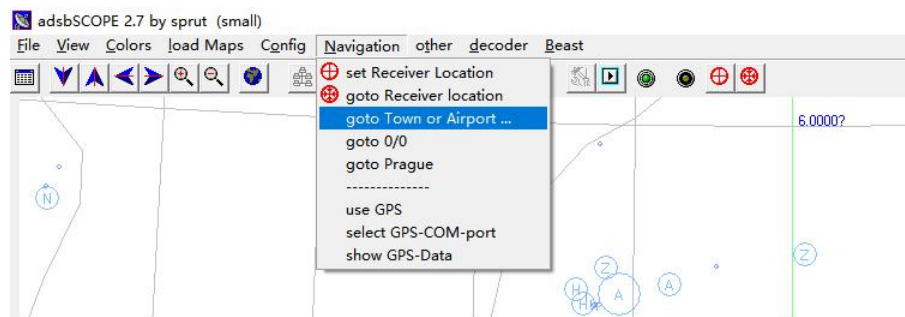 adsbSCOPE 2.7 by sprut (small)
File View Colors load Maps Config Navigation other decoder Beast
set Receiver Location
goto Receiver location
goto Town or Airport ...
6.0000?
goto 0/0
goto Prague
--------------
use GPS
N
select GPS-COM-port
show GPS-Data
Z
Z
H
A
A
H